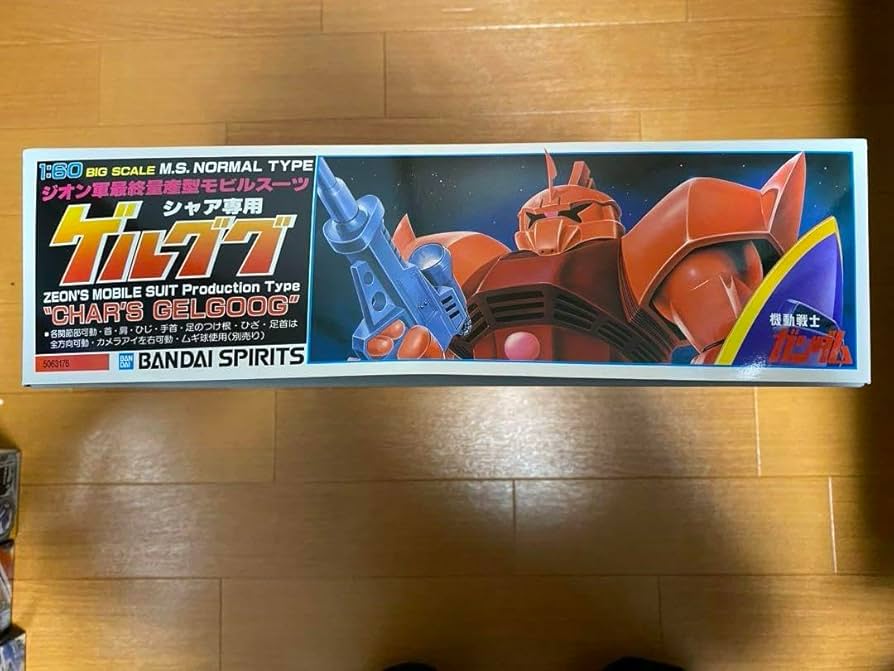 1:60 BIG SCALE M.S. NORMAL TYPE
ジオン軍最終量産型モビルスーツ
シャア専用
ゲルググ
ZEON'S MOBILE SUIT Production Type
"CHAR'S GELGOOG"
●各関節部可動・首・肩・ひじ・手首・足のつけ根・ひざ・足首は
全方向可動・カメラアイ左右可動・ムギ球使用(別売り)
5063176
BAN
DAI
BANDAI SPIRITS
機動戦士
ガンダム